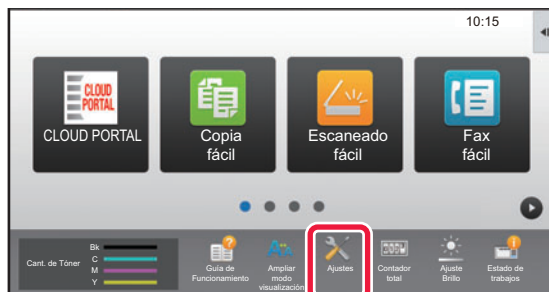 10:15
CLOUD
PORTAL
CLOUD PORTAL
Copia
fácil
Escaneado
fácil
Fax
fácil
Cant. de Tóner
Bk
C
M
Y
Guía de
Funcionamiento
Ampliar
modo
visualización
Ajustes
Contador
total
Ajuste
Brillo
Estado de
trabajos